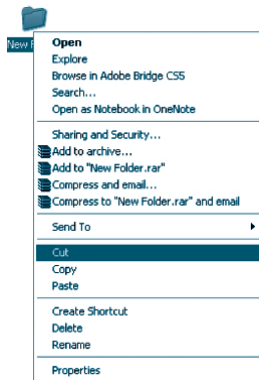 New F
Open
Explore
Browse in Adobe Bridge CS5
Search...
Open as Notebook in OneNote
Sharing and Security...
Add to archive...
Add to "New Folder.rar"
Compress and email...
Compress to "New Folder.rar" and email
Send To
Cut
Copy
Paste
Create Shortcut
Delete
Rename
Properties